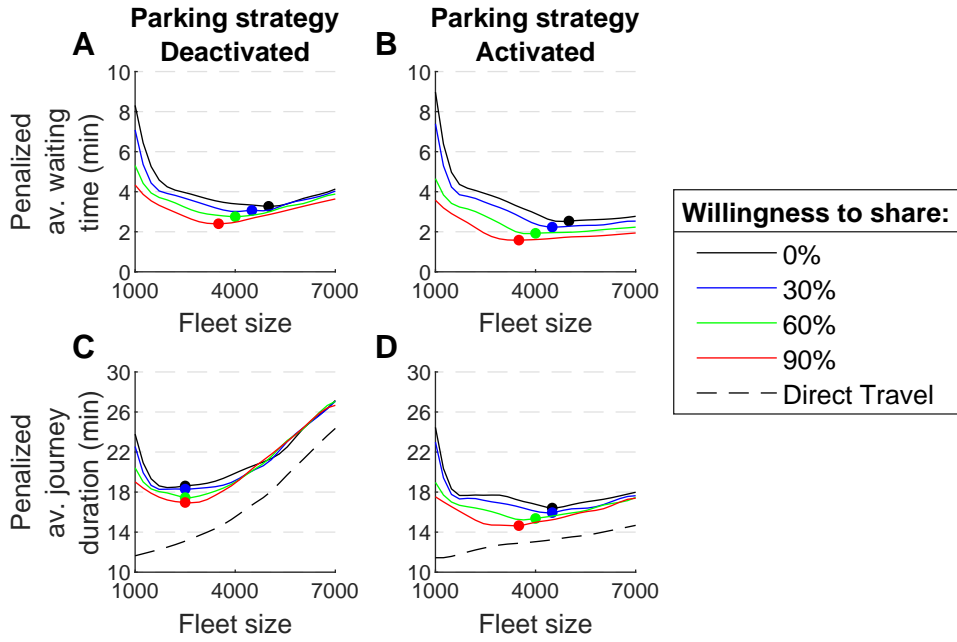 A
Parking strategy
Deactivated
B
Parking strategy
Activated
Penalized
av. waiting
time (min)
10
8
6
4
2
0
1000
4000
7000
Fleet size
10
8
6
4
2
0
1000
4000
7000
Fleet size
Willingness to share:
0%
30%
60%
90%
Direct Travel
C
Penalized
av. journey
duration (min)
30
26
22
18
14
10
1000
4000
7000
Fleet size
D
30
26
22
18
14
10
1000
4000
7000
Fleet size